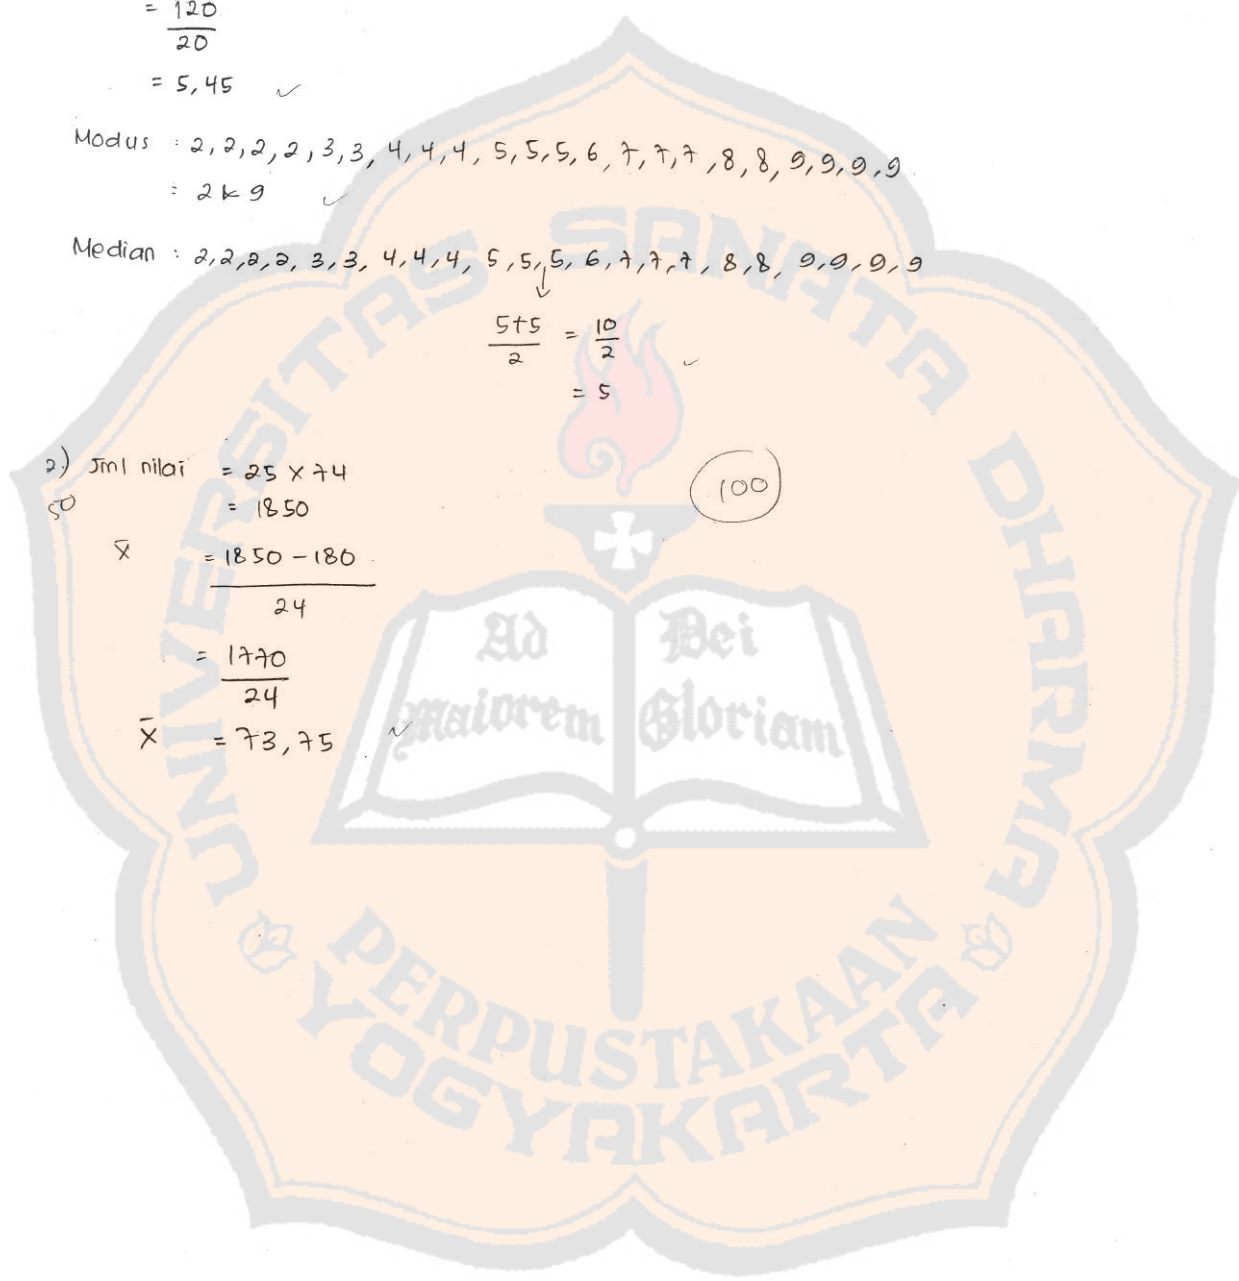 = 120
20
= 5,45 ✓
Modus : 2,2,2,2,3,3,4,4,4,5,5,5,6,7,7,7,8,8,9,9,9,9
= 2 & 9 ✓
Median : 2,2,2,2,3,3,4,4,4,5,5,5,6,7,7,7,8,8,9,9,9,9
5+5 = 10
2 2 ✓
= 5
2) Jml nilai = 25 x 74
50 = 1850
100
x̄ = 1850 - 180
24
= 1770
24
x̄ = 73,75 ✓
UNIVERSITAS SANATA DHARMA
Ad Maiorem
Dei Gloriam
PERPUSTAKAAN
YOGYAKARTA